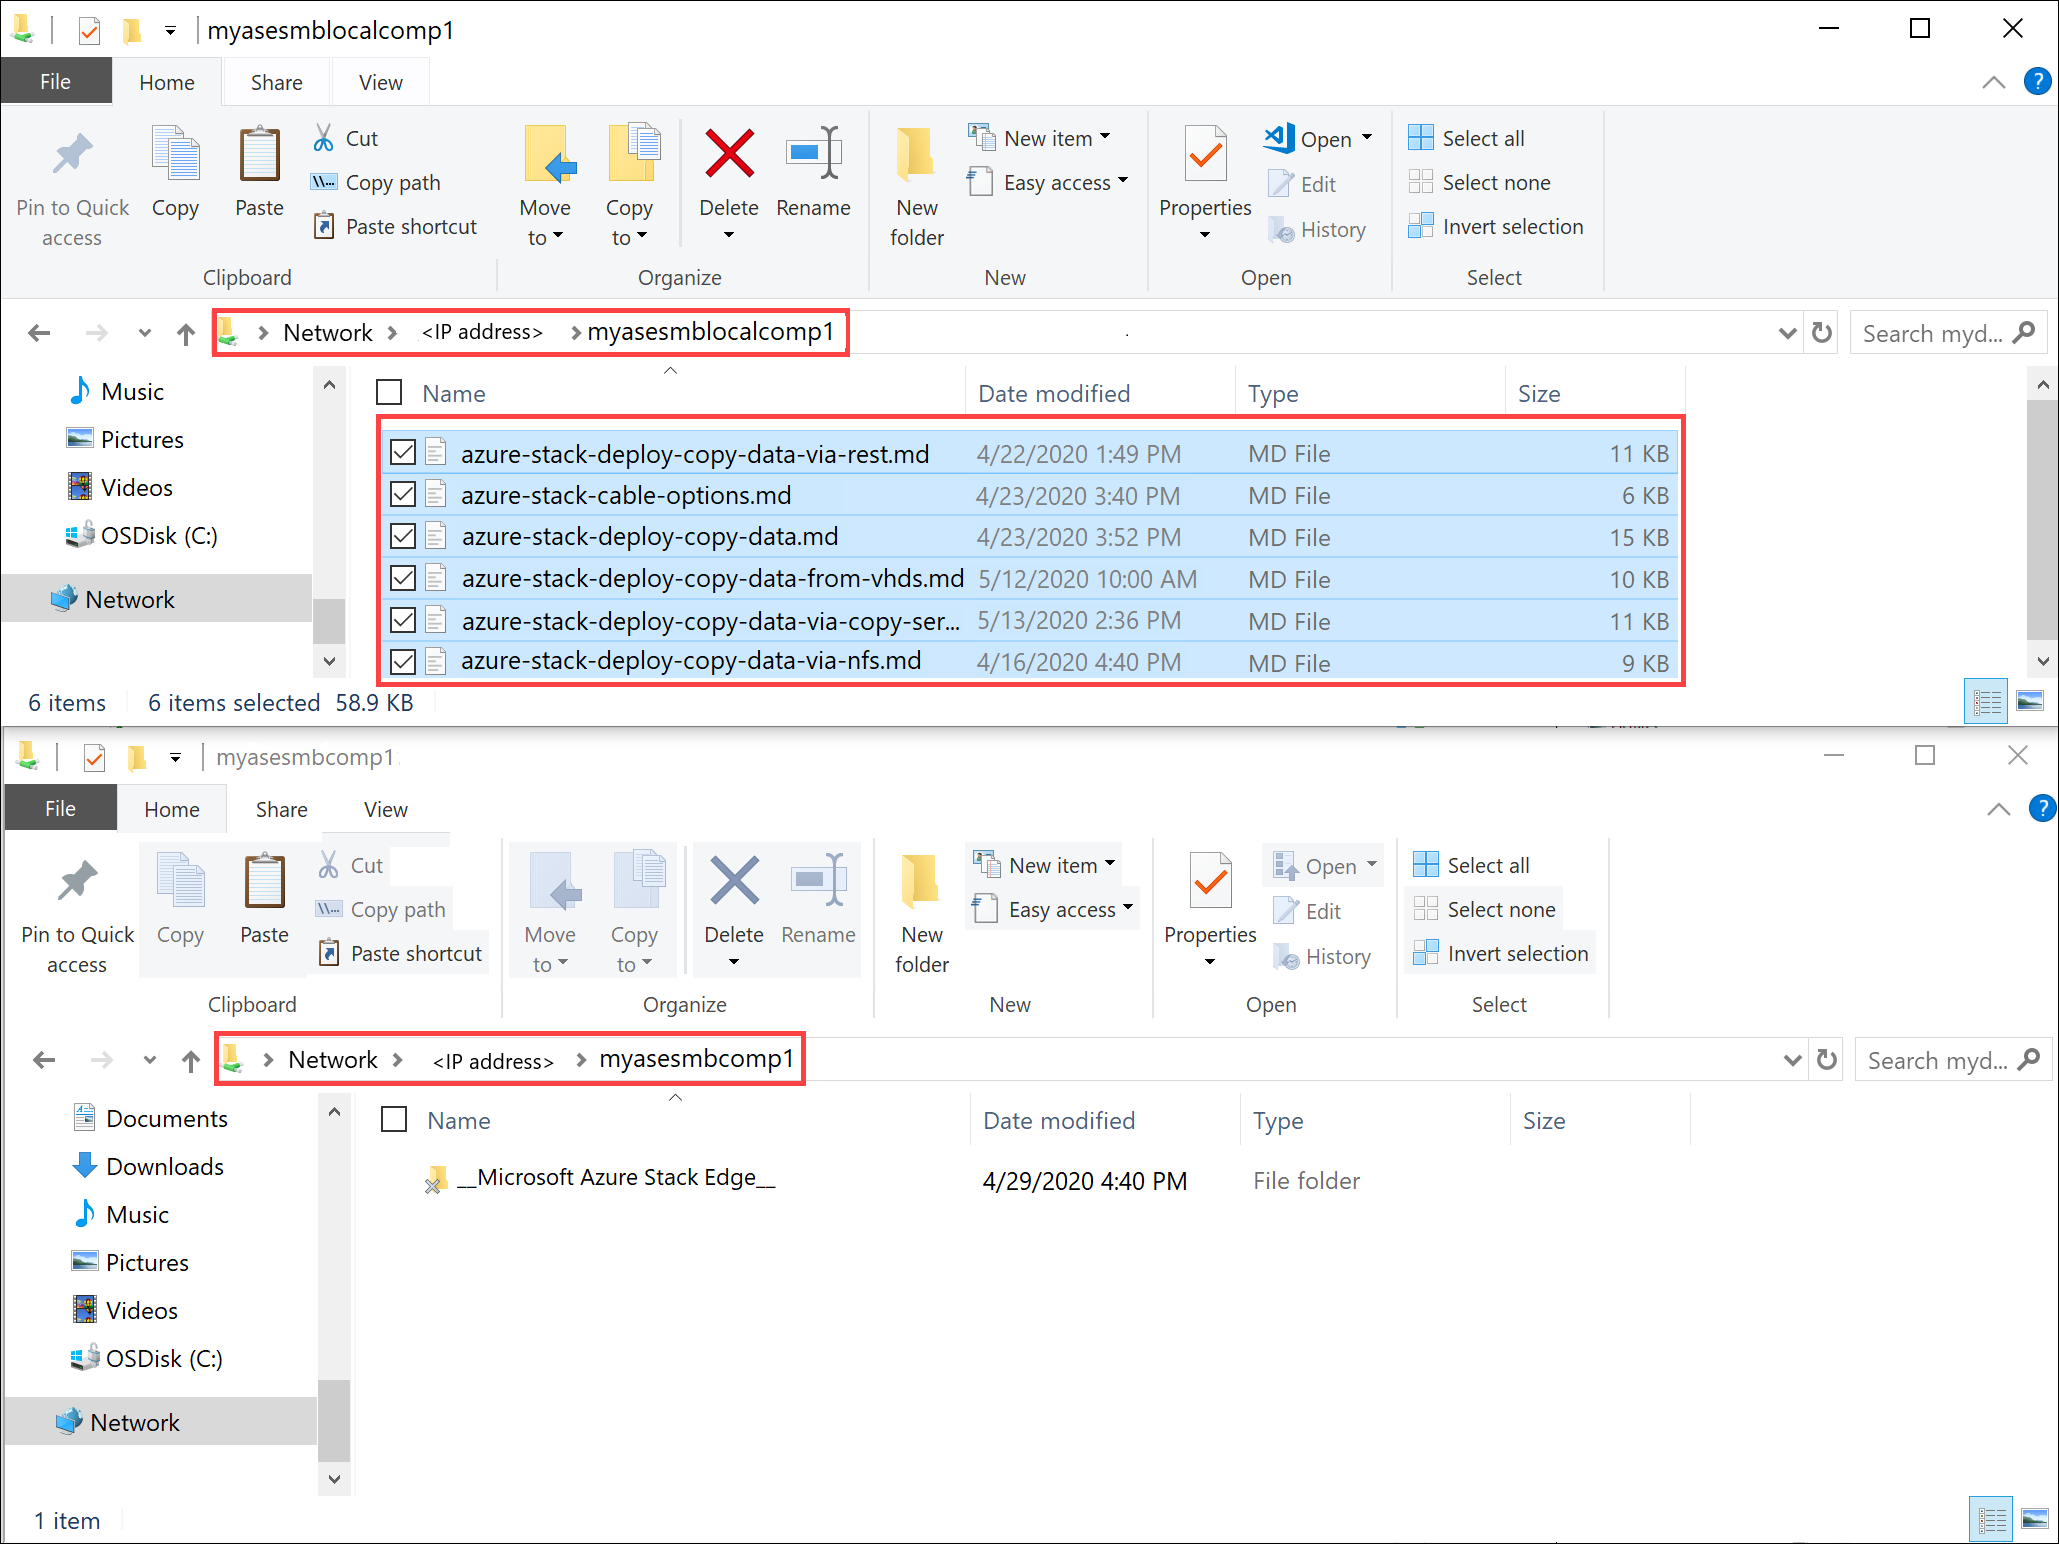 myasesmblocalcomp1
File Home Share View
Pin to Quick access
Copy
Paste
Cut
Copy path
Paste shortcut
Clipboard
Move to
Copy to
Delete
Rename
Organize
New folder
New item
Easy access
New
Properties
Open
Edit
History
Open
Select all
Select none
Invert selection
Select
Network <IP address> myasesmblocalcomp1
Search myd...
Music
Pictures
Videos
OSDisk (C:)
Network
Name Date modified Type Size
azure-stack-deploy-copy-data-via-rest.md 4/22/2020 1:49 PM MD File 11 KB
azure-stack-cable-options.md 4/23/2020 3:40 PM MD File 6 KB
azure-stack-deploy-copy-data.md 4/23/2020 3:52 PM MD File 15 KB
azure-stack-deploy-copy-data-from-vhds.md 5/12/2020 10:00 AM MD File 10 KB
azure-stack-deploy-copy-data-via-copy-ser... 5/13/2020 2:36 PM MD File 11 KB
azure-stack-deploy-copy-data-via-nfs.md 4/16/2020 4:40 PM MD File 9 KB
6 items 6 items selected 58.9 KB
myasesmbcomp1
File Home Share View
Pin to Quick access
Copy
Paste
Cut
Copy path
Paste shortcut
Clipboard
Move to
Copy to
Delete
Rename
Organize
New folder
New item
Easy access
New
Properties
Open
Edit
History
Open
Select all
Select none
Invert selection
Select
Network <IP address> myasesmbcomp1
Search myd...
Documents
Downloads
Music
Pictures
Videos
OSDisk (C:)
Network
Name Date modified Type Size
__Microsoft Azure Stack Edge__ 4/29/2020 4:40 PM File folder
1 item